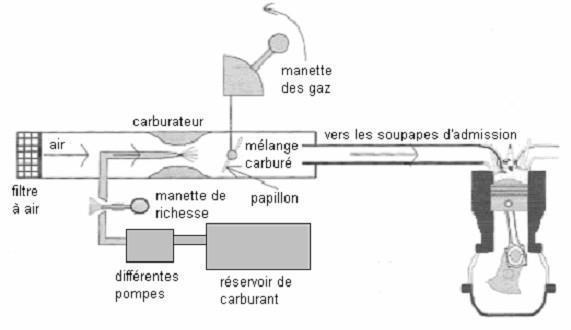 manette
des gaz
carburateur
vers les soupapes d'admission
air
mélange
carburé
filtre
à air
manette de
richesse
papillon
différentes
pompes
réservoir de
carburant